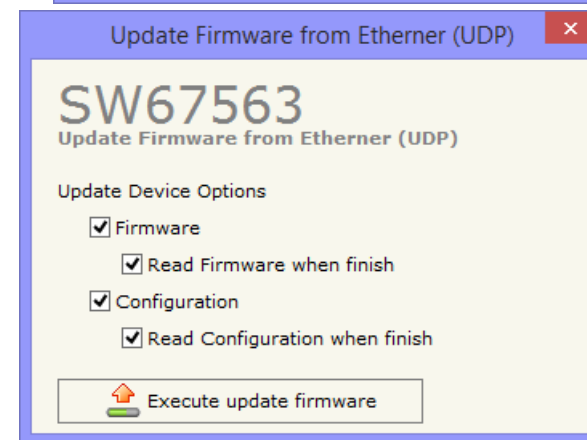 Update Firmware from Etherner (UDP)
SW67563
Update Firmware from Etherner (UDP)
Update Device Options
Firmware
Read Firmware when finish
Configuration
Read Configuration when finish
Execute update firmware